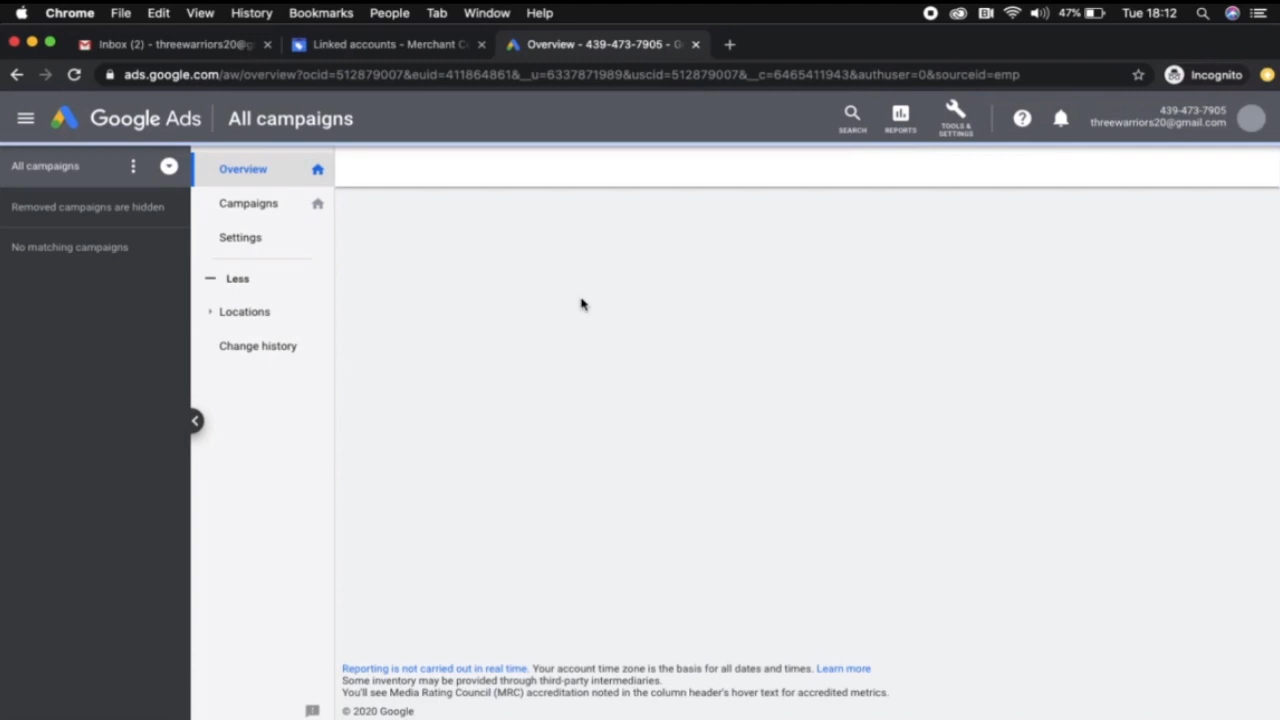 Chrome File Edit View History Bookmarks People Tab Window Help 47% Tue 18:12
Inbox (2) - threewarriors20@g Linked accounts - Merchant C Overview - 439-473-7905 - G
ads.google.com/aw/overview?ocid=512879007&euid=411864861&__u=6337871989&uscid=512879007&__c=6465411943&authuser=0&sourceid=emp Incognito
Google Ads All campaigns
SEARCH REPORTS TOOLS & SETTINGS
439-473-7905
threewarriors20@gmail.com
All campaigns
Removed campaigns are hidden
No matching campaigns
Overview
Campaigns
Settings
Less
Locations
Change history
Reporting is not carried out in real time. Your account time zone is the basis for all dates and times. Learn more
Some inventory may be provided through third-party intermediaries.
You'll see Media Rating Council (MRC) accreditation noted in the column header's hover text for accredited metrics.
© 2020 Google